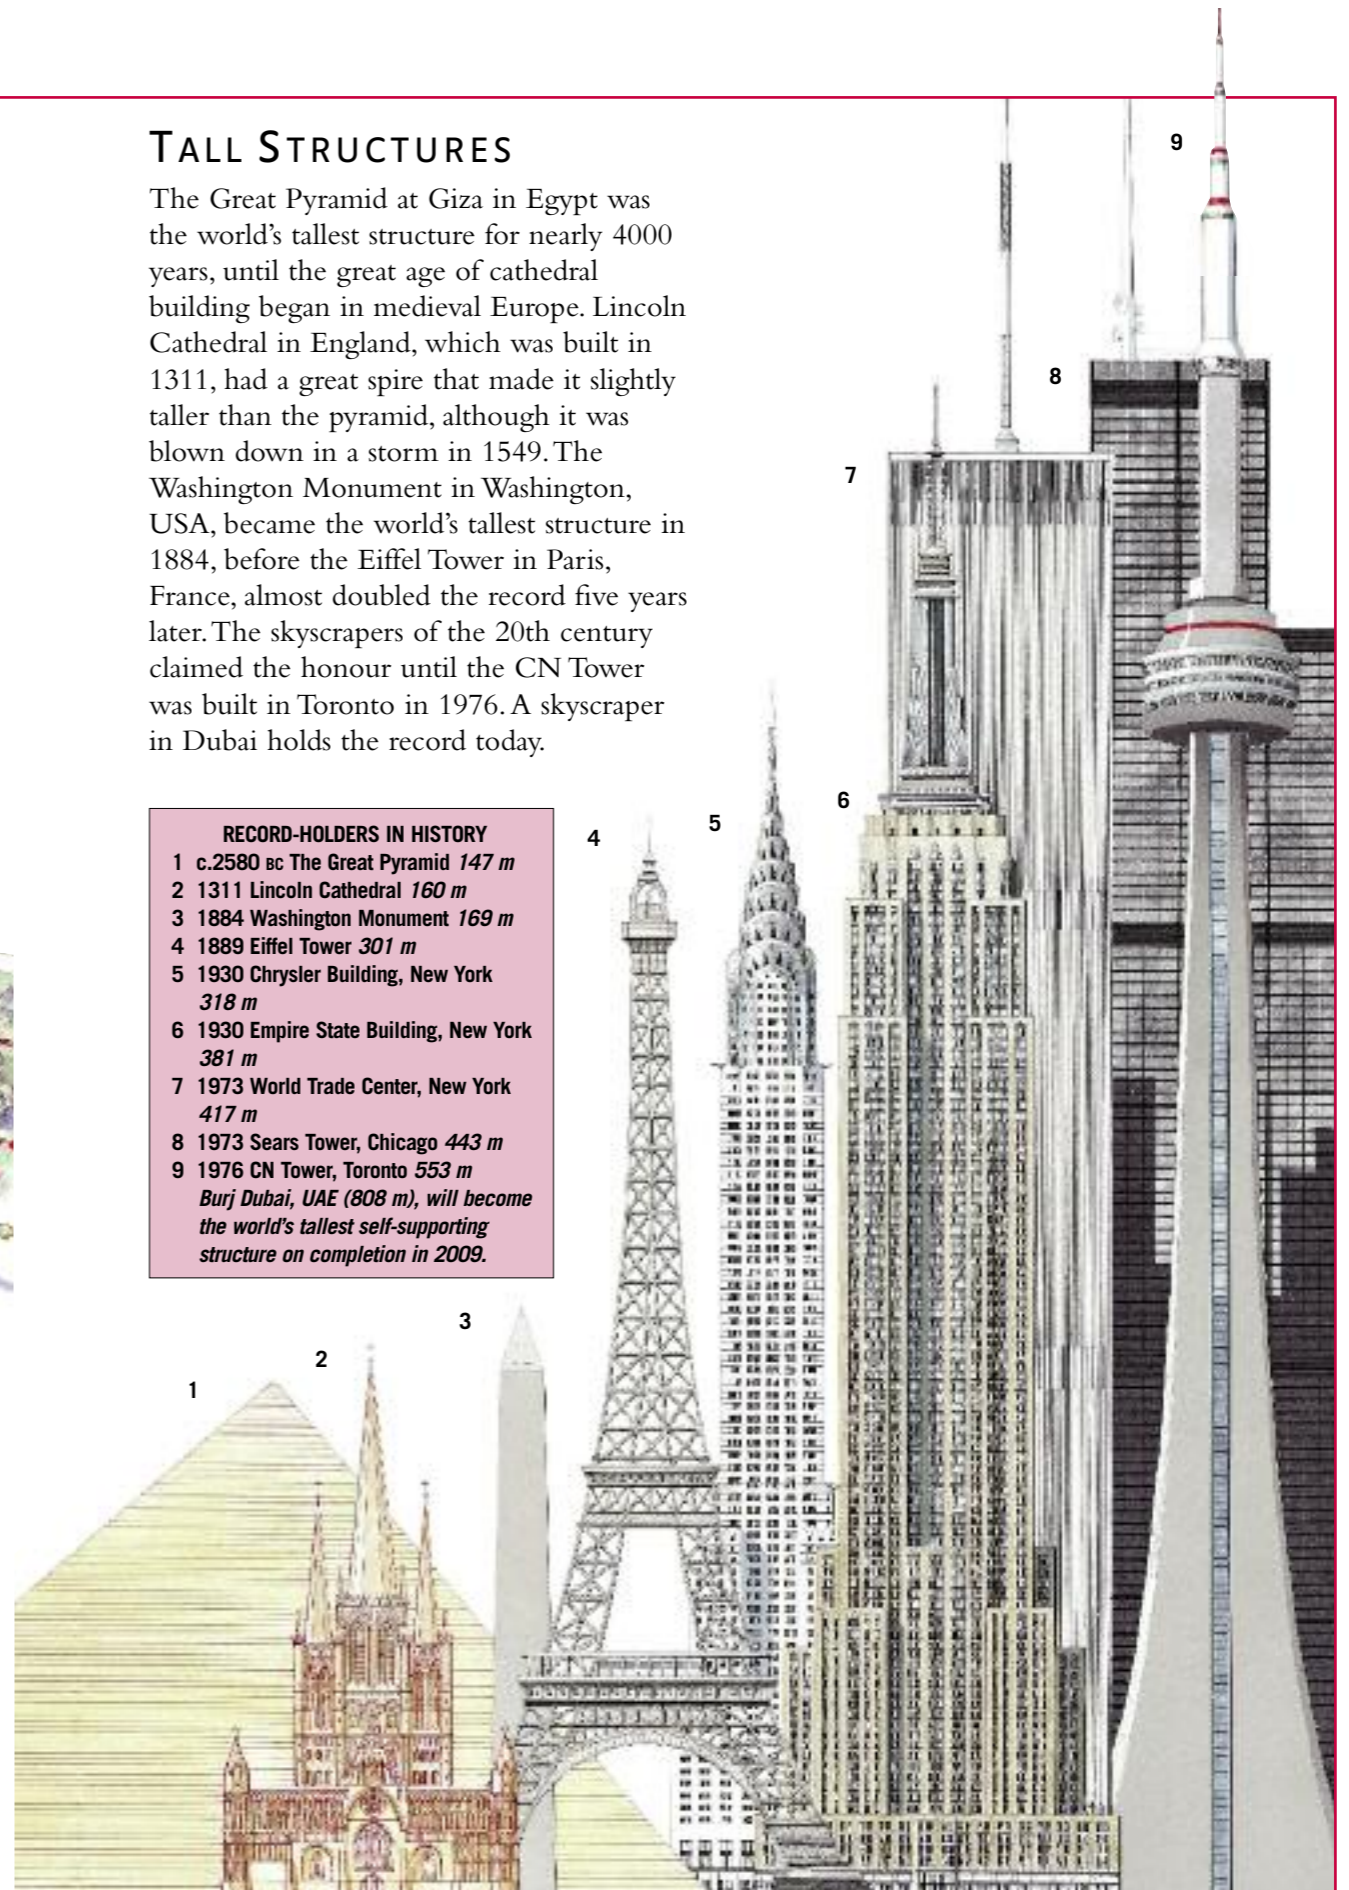 TALL STRUCTURES
The Great Pyramid at Giza in Egypt was
the world's tallest structure for nearly 4000
years, until the great age of cathedral
building began in medieval Europe. Lincoln
Cathedral in England, which was built in
1311, had a great spire that made it slightly
taller than the pyramid, although it was
blown down in a storm in 1549. The
Washington Monument in Washington,
USA, became the world's tallest structure in
1884, before the Eiffel Tower in Paris,
France, almost doubled the record five years
later. The skyscrapers of the 20th century
claimed the honour until the CN Tower
was built in Toronto in 1976. A skyscraper
in Dubai holds the record today.
RECORD-HOLDERS IN HISTORY
1 c.2580 BC The Great Pyramid 147 m
2 1311 Lincoln Cathedral 160 m
3 1884 Washington Monument 169 m
4 1889 Eiffel Tower 301 m
5 1930 Chrysler Building, New York
318 m
6 1930 Empire State Building, New York
381 m
7 1973 World Trade Center, New York
417 m
8 1973 Sears Tower, Chicago 443 m
9 1976 CN Tower, Toronto 553 m
Burj Dubai, UAE (808 m), will become
the world's tallest self-supporting
structure on completion in 2009.
1
2
3
4
5
6
7
8
9